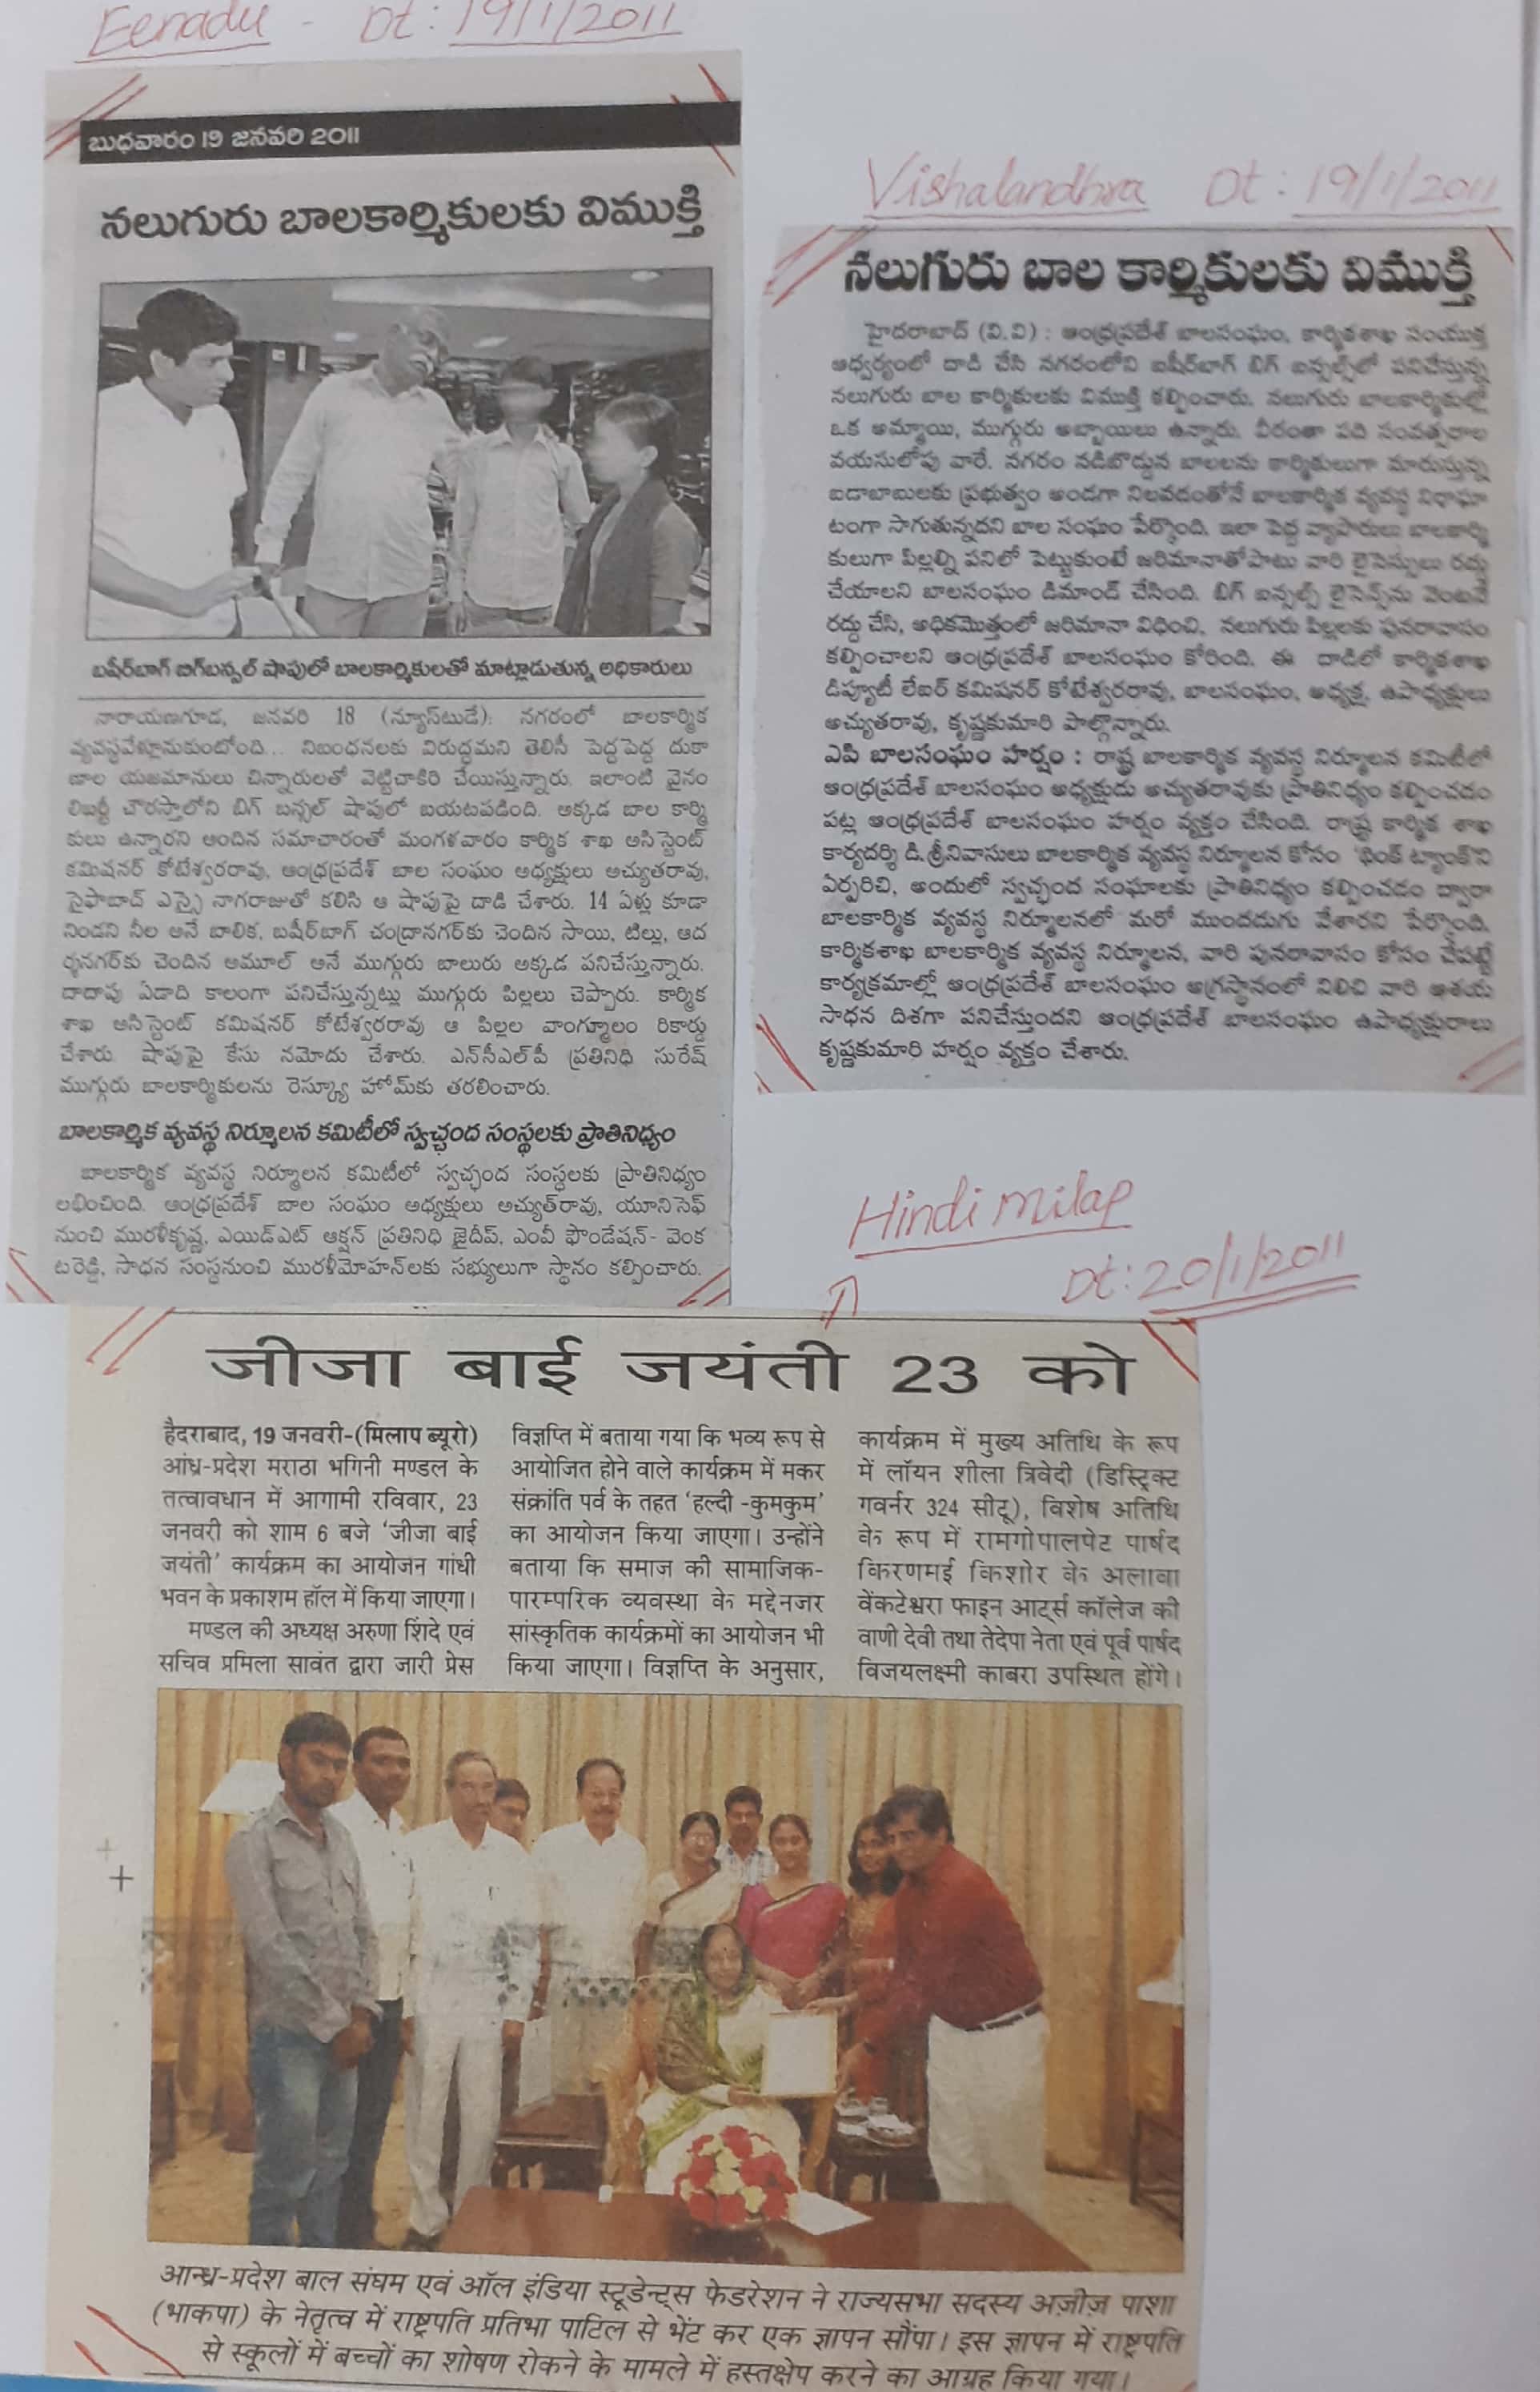 Eenadu - Dt: 19/1/2011
బుధవారం 19 జనవరి 2011
నలుగురు బాలకార్మికులకు విముక్తి
బషీర్‌బాగ్ బిగ్‌బన్సల్ షాపులో బాలకార్మికులతో మాట్లాడుతున్న అధికారులు
నారాయణగూడ, జనవరి 18 (న్యూస్‌టుడే): నగరంలో బాలకార్మిక
వ్యవస్థవేళ్లూనుకుంటోంది... నిబంధనలకు విరుద్ధమని తెలిసీ పెద్దపెద్ద దుకా
ణాల యజమానులు చిన్నారులతో వెట్టిచాకిరి చేయిస్తున్నారు. ఇలాంటి వైనం
లిబర్టీ చౌరస్తాలోని బిగ్ బన్సల్ షాపులో బయటపడింది. అక్కడ బాల కార్మి
కులు ఉన్నారని అందిన సమాచారంతో మంగళవారం కార్మిక శాఖ అసిస్టెంట్
కమిషనర్ కోటేశ్వరరావు, ఆంధ్రప్రదేశ్ బాల సంఘం అధ్యక్షులు అచ్యుతరావు,
సైఫాబాద్ ఎస్సై నాగరాజుతో కలిసి ఆ షాపుపై దాడి చేశారు. 14 ఏళ్లు కూడా
నిండని నీల అనే బాలిక, బషీర్‌బాగ్ చంద్రానగర్‌కు చెందిన సాయి, టిల్లు, ఆద
ర్శనగర్‌కు చెందిన అమూల్ అనే ముగ్గురు బాలురు అక్కడ పనిచేస్తున్నారు.
దాదాపు ఏడాది కాలంగా పనిచేస్తున్నట్లు ముగ్గురు పిల్లలు చెప్పారు. కార్మిక
శాఖ అసిస్టెంట్ కమిషనర్ కోటేశ్వరరావు ఆ పిల్లల వాంగ్మూలం రికార్డు
చేశారు. షాపుపై కేసు నమోదు చేశారు. ఎన్‌సీఎల్‌పీ ప్రతినిధి సురేష్
ముగ్గురు బాలకార్మికులను రెస్క్యూ హోమ్‌కు తరలించారు.
బాలకార్మిక వ్యవస్థ నిర్మూలన కమిటీలో స్వచ్ఛంద సంస్థలకు ప్రాతినిధ్యం
బాలకార్మిక వ్యవస్థ నిర్మూలన కమిటీలో స్వచ్ఛంద సంస్థలకు ప్రాతినిధ్యం
లభించింది. ఆంధ్రప్రదేశ్ బాల సంఘం అధ్యక్షులు అచ్యుత్‌రావు, యూనిసెఫ్
నుంచి మురళీకృష్ణ, ఎయిడ్‌ఎట్ ఆక్షన్ ప్రతినిధి జైదీప్, ఎంవీ ఫౌండేషన్- వెంక
టరెడ్డి, సాధన సంస్థనుంచి మురళీమోహన్‌లకు సభ్యులుగా స్థానం కల్పించారు.
Vishalandhra Dt: 19/1/2011
నలుగురు బాల కార్మికులకు విముక్తి
హైదరాబాద్ (వి.వి) : ఆంధ్రప్రదేశ్ బాలసంఘం, కార్మికశాఖ సంయుక్త
ఆధ్వర్యంలో దాడి చేసి నగరంలోని బషీర్‌బాగ్ బిగ్ బన్సల్స్‌లో పనిచేస్తున్న
నలుగురు బాల కార్మికులకు విముక్తి కల్పించారు. నలుగురు బాలకార్మికుల్లో
ఒక అమ్మాయి, ముగ్గురు అబ్బాయిలు ఉన్నారు. వీరంతా పది సంవత్సరాల
వయసులోపు వారే. నగరం నడిబొడ్డున బాలలను కార్మికులుగా మారుస్తున్న
బడాబాబులకు ప్రభుత్వం అండగా నిలవడంతోనే బాలకార్మిక వ్యవస్థ నిరాఘా
టంగా సాగుతున్నదని బాల సంఘం పేర్కొంది. ఇలా పెద్ద వ్యాపారులు బాలకార్మి
కులుగా పిల్లల్ని పనిలో పెట్టుకుంటే జరిమానాతోపాటు వారి లైసెన్సులు రద్దు
చేయాలని బాలసంఘం డిమాండ్ చేసింది. బిగ్ బన్సల్స్ లైసెన్స్‌ను వెంటనే
రద్దు చేసి, అధికమొత్తంలో జరిమానా విధించి, నలుగురు పిల్లలకు పునరావాసం
కల్పించాలని ఆంధ్రప్రదేశ్ బాలసంఘం కోరింది. ఈ దాడిలో కార్మికశాఖ
డిప్యూటీ లేబర్ కమిషనర్ కోటేశ్వరరావు, బాలసంఘం, అధ్యక్ష, ఉపాధ్యక్షులు
అచ్యుతరావు, కృష్ణకుమారి పాల్గొన్నారు.
ఎపి బాలసంఘం హర్షం : రాష్ట్ర బాలకార్మిక వ్యవస్థ నిర్మూలన కమిటీలో
ఆంధ్రప్రదేశ్ బాలసంఘం అధ్యక్షుడు అచ్యుతరావుకు ప్రాతినిధ్యం కల్పించడం
పట్ల ఆంధ్రప్రదేశ్ బాలసంఘం హర్షం వ్యక్తం చేసింది. రాష్ట్ర కార్మిక శాఖ
కార్యదర్శి డి.శ్రీనివాసులు బాలకార్మిక వ్యవస్థ నిర్మూలన కోసం 'థింక్ ట్యాంక్'ని
ఏర్పరిచి, అందులో స్వచ్ఛంద సంఘాలకు ప్రాతినిధ్యం కల్పించడం ద్వారా
బాలకార్మిక వ్యవస్థ నిర్మూలనలో మరో ముందడుగు వేశారని పేర్కొంది.
కార్మికశాఖ బాలకార్మిక వ్యవస్థ నిర్మూలన, వారి పునరావాసం కోసం చేపట్టే
కార్యక్రమాల్లో ఆంధ్రప్రదేశ్ బాలసంఘం అగ్రస్థానంలో నిలిచి వారి ఆశయ
సాధన దిశగా పనిచేస్తుందని ఆంధ్రప్రదేశ్ బాలసంఘం ఉపాధ్యక్షురాలు
కృష్ణకుమారి హర్షం వ్యక్తం చేశారు.
Hindi Milap
Dt: 20/1/2011
जीजा बाई जयंती 23 को
हैदराबाद, 19 जनवरी-(मिलाप ब्यूरो)
आंध्र-प्रदेश मराठा भगिनी मण्डल के
तत्वावधान में आगामी रविवार, 23
जनवरी को शाम 6 बजे 'जीजा बाई
जयंती' कार्यक्रम का आयोजन गांधी
भवन के प्रकाशम हॉल में किया जाएगा।
मण्डल की अध्यक्ष अरुणा शिंदे एवं
सचिव प्रमिला सावंत द्वारा जारी प्रेस
विज्ञप्ति में बताया गया कि भव्य रूप से
आयोजित होने वाले कार्यक्रम में मकर
संक्रांति पर्व के तहत 'हल्दी -कुमकुम'
का आयोजन किया जाएगा। उन्होंने
बताया कि समाज की सामाजिक-
पारम्परिक व्यवस्था के मद्देनजर
सांस्कृतिक कार्यक्रमों का आयोजन भी
किया जाएगा। विज्ञप्ति के अनुसार,
कार्यक्रम में मुख्य अतिथि के रूप
में लॉयन शीला त्रिवेदी (डिस्ट्रिक्ट
गवर्नर 324 सीटू), विशेष अतिथि
के रूप में रामगोपालपेट पार्षद
किरणमई किशोर के अलावा
वेंकटेश्वरा फाइन आर्ट्स कॉलेज की
वाणी देवी तथा तेदेपा नेता एवं पूर्व पार्षद
विजयलक्ष्मी काबरा उपस्थित होंगे।
आन्ध्र-प्रदेश बाल संघम एवं ऑल इंडिया स्टूडेन्ट्स फेडरेशन ने राज्यसभा सदस्य अज़ीज़ पाशा
(भाकपा) के नेतृत्व में राष्ट्रपति प्रतिभा पाटिल से भेंट कर एक ज्ञापन सौंपा। इस ज्ञापन में राष्ट्रपति
से स्कूलों में बच्चों का शोषण रोकने के मामले में हस्तक्षेप करने का आग्रह किया गया।